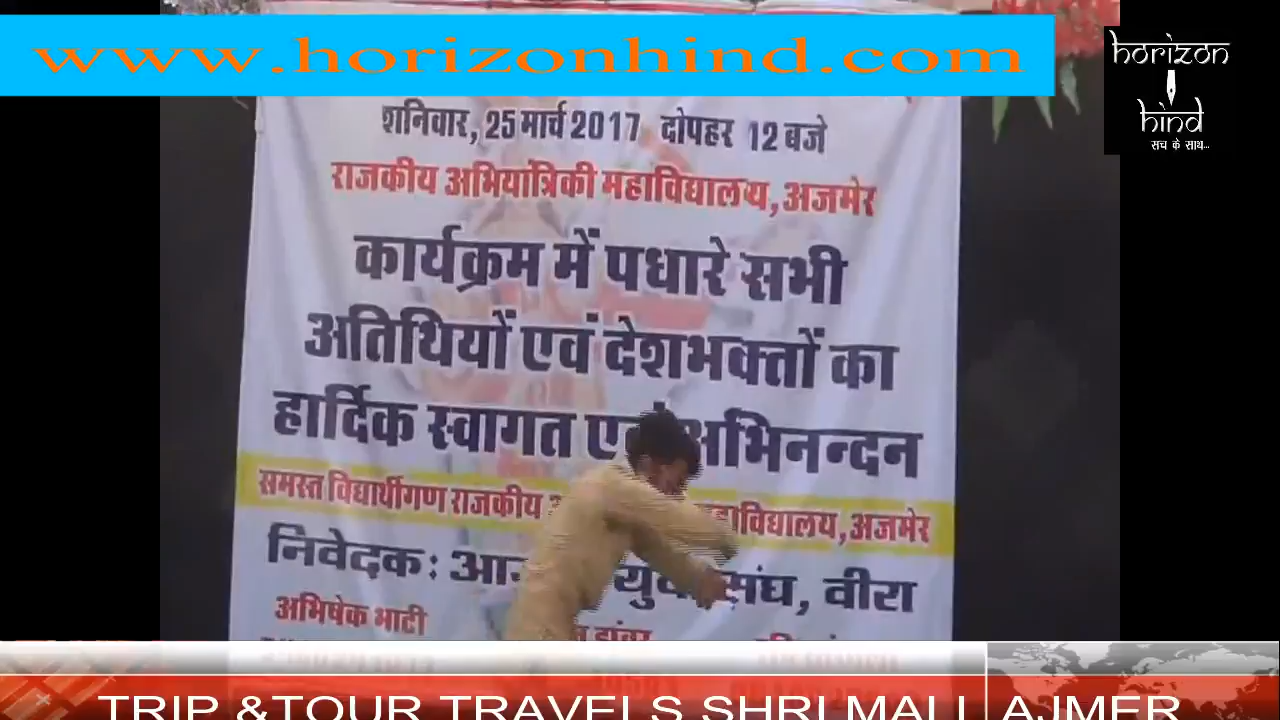 www.horizonhind.com
horizon
hind
सच के साथ...
शनिवार, 25 मार्च 2017 दोपहर 12 बजे
राजकीय अभियांत्रिकी महाविद्यालय, अजमेर
कार्यक्रम में पधारे सभी
अतिथियों एवं देशभक्तों का
हार्दिक स्वागत एवं अभिनन्दन
समस्त विद्यार्थीगण राजकीय महाविद्यालय, अजमेर
निवेदक : संघ, वीरा
अभिषेक भाटी
TRIP &TOUR TRAVELS SHRI MALL AJMER